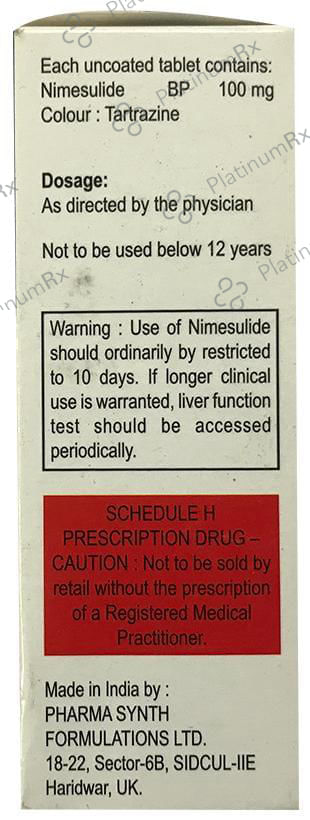 Each uncoated tablet contains:
Nimesulide BP 100 mg
Colour : Tartrazine
Dosage:
As directed by the physician
Not to be used below 12 years
Warning : Use of Nimesulide
should ordinarily by restricted
to 10 days. If longer clinical
use is warranted, liver function
test should be accessed
periodically.
SCHEDULE H
PRESCRIPTION DRUG –
CAUTION : Not to be sold by
retail without the prescription
of a Registered Medical
Practitioner.
Made in India by :
PHARMA SYNTH
FORMULATIONS LTD.
18-22, Sector-6B, SIDCUL-IIE
Haridwar, UK.
PlatinumRx
PlatinumRx
PlatinumRx